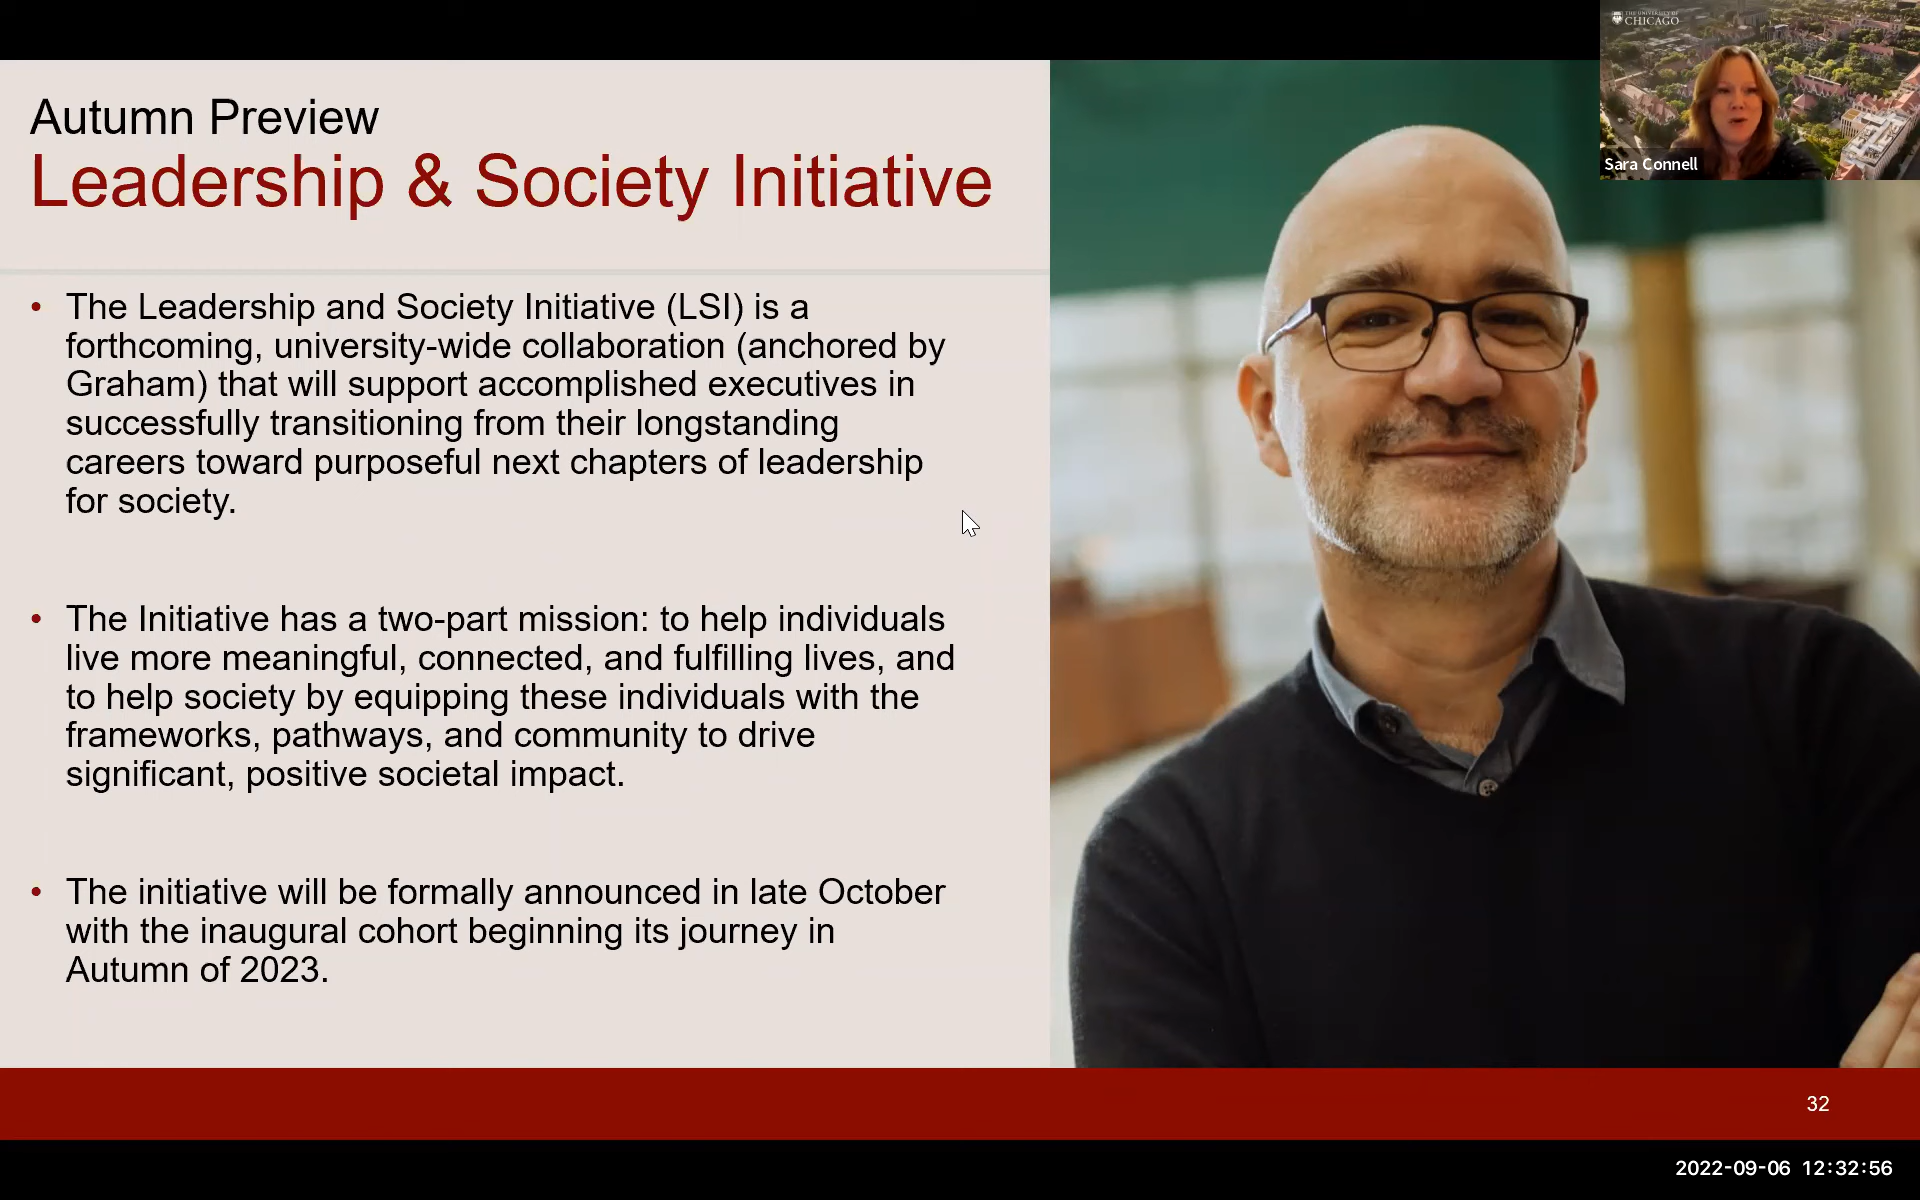 THE UNIVERSITY OF
CHICAGO
Sara Connell
Autumn Preview
Leadership & Society Initiative
• The Leadership and Society Initiative (LSI) is a
forthcoming, university-wide collaboration (anchored by
Graham) that will support accomplished executives in
successfully transitioning from their longstanding
careers toward purposeful next chapters of leadership
for society.
• The Initiative has a two-part mission: to help individuals
live more meaningful, connected, and fulfilling lives, and
to help society by equipping these individuals with the
frameworks, pathways, and community to drive
significant, positive societal impact.
• The initiative will be formally announced in late October
with the inaugural cohort beginning its journey in
Autumn of 2023.
32
2022-09-06 12:32:56